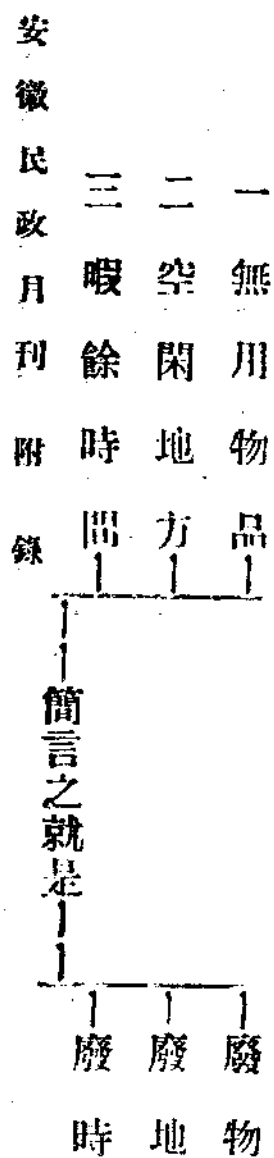 一無用物品
二空閑地方
三暇餘時間
簡言之就是
廢物
廢地
廢時
安徽民政月刊 附錄